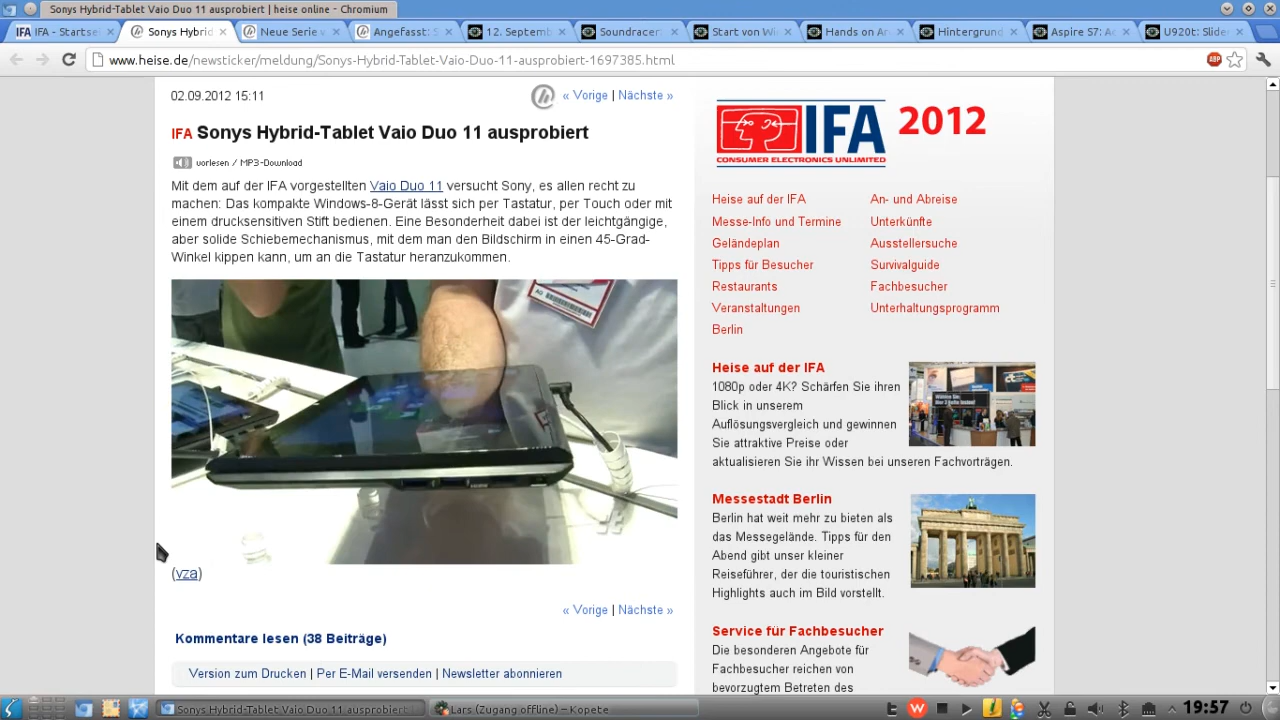 Sonys Hybrid-Tablet Vaio Duo 11 ausprobiert | heise online - Chromium
IFA IFA - Startsei
Sonys Hybrid
Neue Serie v
Angefasst: S
12. Septemb
Soundracer
Start von Wi
Hands on An
Hintergrund
Aspire S7: Ac
U920t: Slide
www.heise.de/newsticker/meldung/Sonys-Hybrid-Tablet-Vaio-Duo-11-ausprobiert-1697385.html
ABP
02.09.2012 15:11
« Vorige | Nächste »
IFA Sonys Hybrid-Tablet Vaio Duo 11 ausprobiert
vorlesen / MP3-Download
Mit dem auf der IFA vorgestellten Vaio Duo 11 versucht Sony, es allen recht zu
machen: Das kompakte Windows-8-Gerät lässt sich per Tastatur, per Touch oder mit
einem drucksensitiven Stift bedienen. Eine Besonderheit dabei ist der leichtgängige,
aber solide Schiebemechanismus, mit dem man den Bildschirm in einen 45-Grad-
Winkel kippen kann, um an die Tastatur heranzukommen.
(vza)
« Vorige | Nächste »
Kommentare lesen (38 Beiträge)
Version zum Drucken | Per E-Mail versenden | Newsletter abonnieren
IFA 2012
CONSUMER ELECTRONICS UNLIMITED
Heise auf der IFA
An- und Abreise
Messe-Info und Termine
Unterkünfte
Geländeplan
Ausstellersuche
Tipps für Besucher
Survivalguide
Restaurants
Fachbesucher
Veranstaltungen
Unterhaltungsprogramm
Berlin
Heise auf der IFA
1080p oder 4K? Schärfen Sie ihren
Blick in unserem
Auflösungsvergleich und gewinnen
Sie attraktive Preise oder
aktualisieren Sie ihr Wissen bei unseren Fachvorträgen.
Messestadt Berlin
Berlin hat weit mehr zu bieten als
das Messegelände. Tipps für den
Abend gibt unser kleiner
Reiseführer, der die touristischen
Highlights auch im Bild vorstellt.
Service für Fachbesucher
Die besonderen Angebote für
Fachbesucher reichen von
bevorzugtem Betreten des
Sonys Hybrid-Tablet Vaio Duo 11 ausprobiert
Lars (Zugang offline) – Kopete
19:57